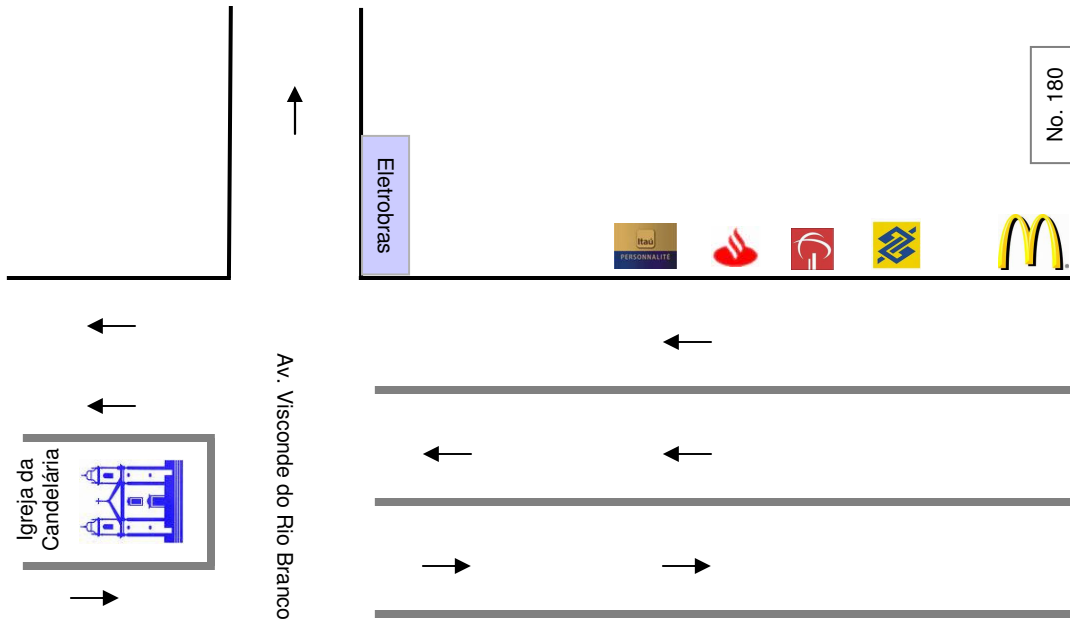 No. 180
Eletrobras
Itaú
PERSONNALITÉ
Av. Visconde do Rio Branco
Igreja da
Candelária